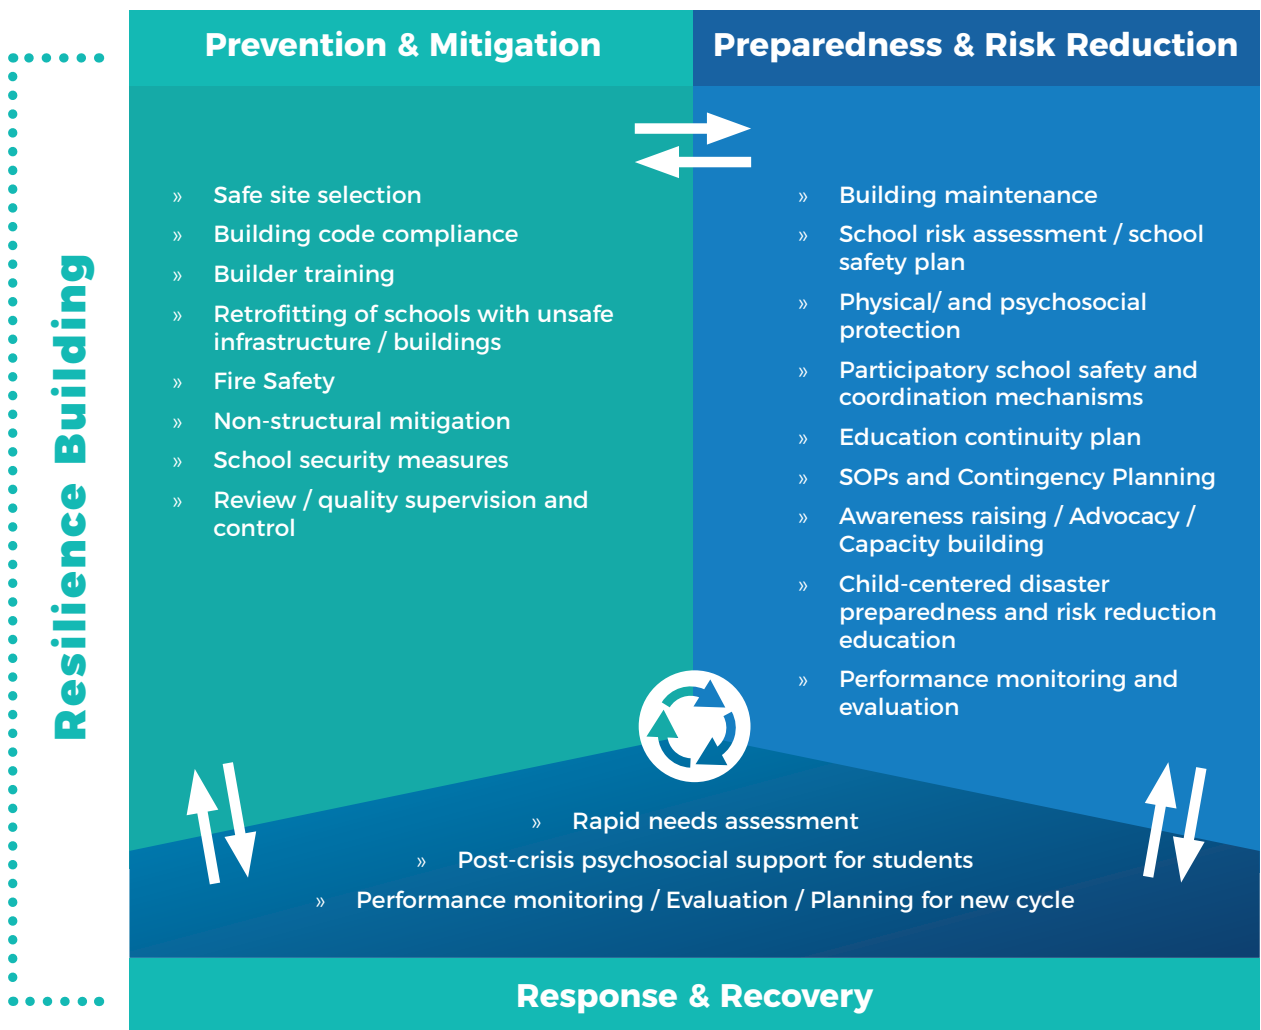 Prevention & Mitigation
Preparedness & Risk Reduction
Resilience Building
» Safe site selection
» Building code compliance
» Builder training
» Retrofitting of schools with unsafe
infrastructure / buildings
» Fire Safety
» Non-structural mitigation
» School security measures
» Review / quality supervision and
control
» Building maintenance
» School risk assessment / school
safety plan
» Physical/ and psychosocial
protection
» Participatory school safety and
coordination mechanisms
» Education continuity plan
» SOPs and Contingency Planning
» Awareness raising / Advocacy /
Capacity building
» Child-centered disaster
preparedness and risk reduction
education
» Performance monitoring and
evaluation
» Rapid needs assessment
» Post-crisis psychosocial support for students
» Performance monitoring / Evaluation / Planning for new cycle
Response & Recovery